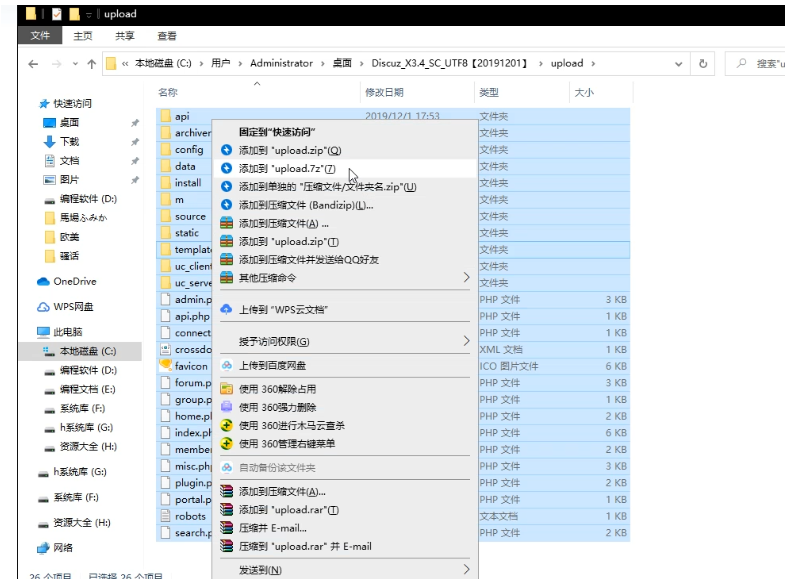 upload
文件 主页 共享 查看
« 本地磁盘 (C:) › 用户 › Administrator › 桌面 › Discuz_X3.4_SC_UTF8【20191201】 › upload ›
搜索"u
名称 修改日期 类型 大小
快速访问
桌面
下载
文档
图片
编程软件 (D:)
馬場ふみか
欧美
骚话
OneDrive
WPS网盘
此电脑
本地磁盘 (C:)
编程软件 (D:)
编程文档 (E:)
系统库 (F:)
h系统库 (G:)
资源大全 (H:)
h系统库 (G:)
系统库 (F:)
资源大全 (H:)
网络
26 个项目 已选择 26 个项目
api 2019/12/1 17:53 文件夹
archiver 文件夹
config 文件夹
data 文件夹
install 文件夹
m 文件夹
source 文件夹
static 文件夹
templat 文件夹
uc_client 文件夹
uc_serve 文件夹
admin.p PHP 文件 3 KB
api.php PHP 文件 1 KB
connect PHP 文件 1 KB
crossdo XML 文档 1 KB
favicon ICO 图片文件 6 KB
forum.p PHP 文件 3 KB
group.p PHP 文件 1 KB
home.pl PHP 文件 2 KB
index.ph PHP 文件 6 KB
membe PHP 文件 2 KB
misc.ph PHP 文件 3 KB
plugin.p PHP 文件 2 KB
portal.p PHP 文件 1 KB
robots 文本文档 1 KB
search.p PHP 文件 2 KB
固定到"快速访问"
添加到 "upload.zip"(Q)
添加到 "upload.7z"(7)
添加到单独的 "压缩文件/文件夹名.zip"(U)
添加到压缩文件 (Bandizip)(L)...
添加到压缩文件(A) ...
添加到 "upload.zip"(T)
添加到压缩文件并发送给QQ好友
其他压缩命令
上传到 "WPS云文档"
授予访问权限(G)
上传到百度网盘
使用 360解除占用
使用 360强力删除
使用 360进行木马云查杀
使用 360管理右键菜单
自动备份该文件夹
添加到压缩文件(A)...
添加到 "upload.rar"(T)
压缩并 E-mail...
压缩到 "upload.rar" 并 E-mail
发送到(N)